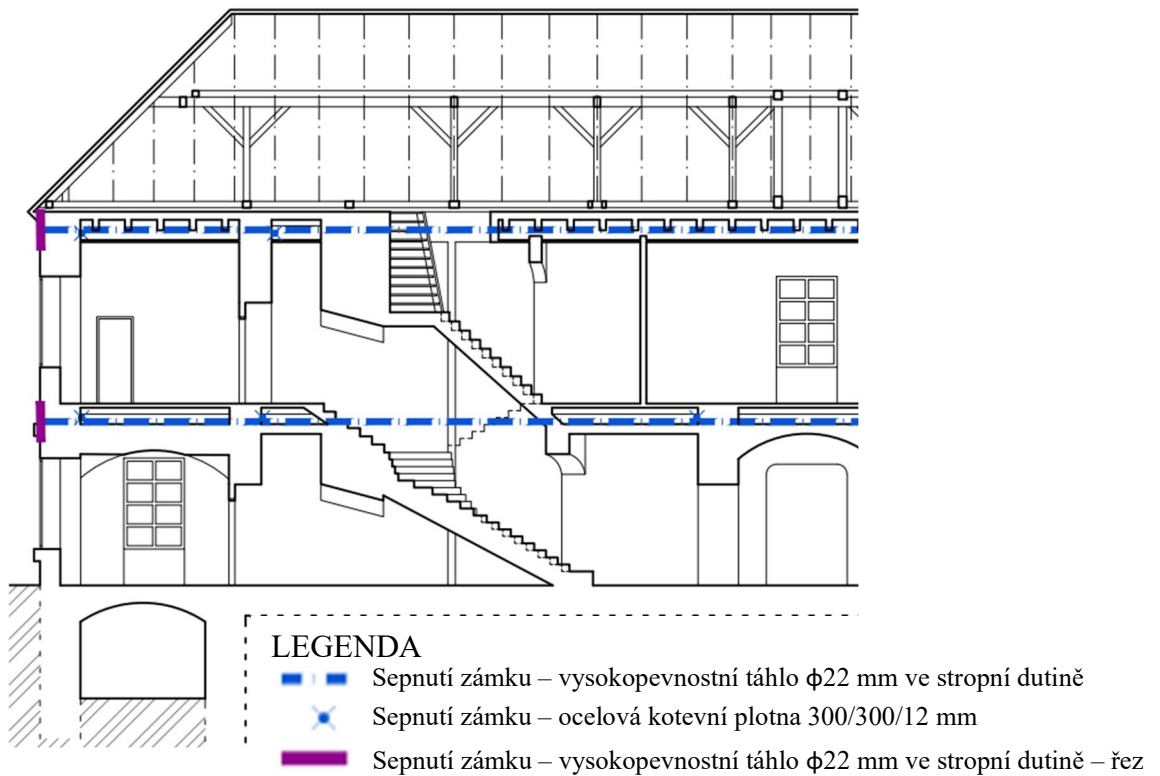 LEGENDA
Sepnutí zámku – vysokopevnostní táhlo ϕ22 mm ve stropní dutině
Sepnutí zámku – ocelová kotevní plotna 300/300/12 mm
Sepnutí zámku – vysokopevnostní táhlo ϕ22 mm ve stropní dutině – řez